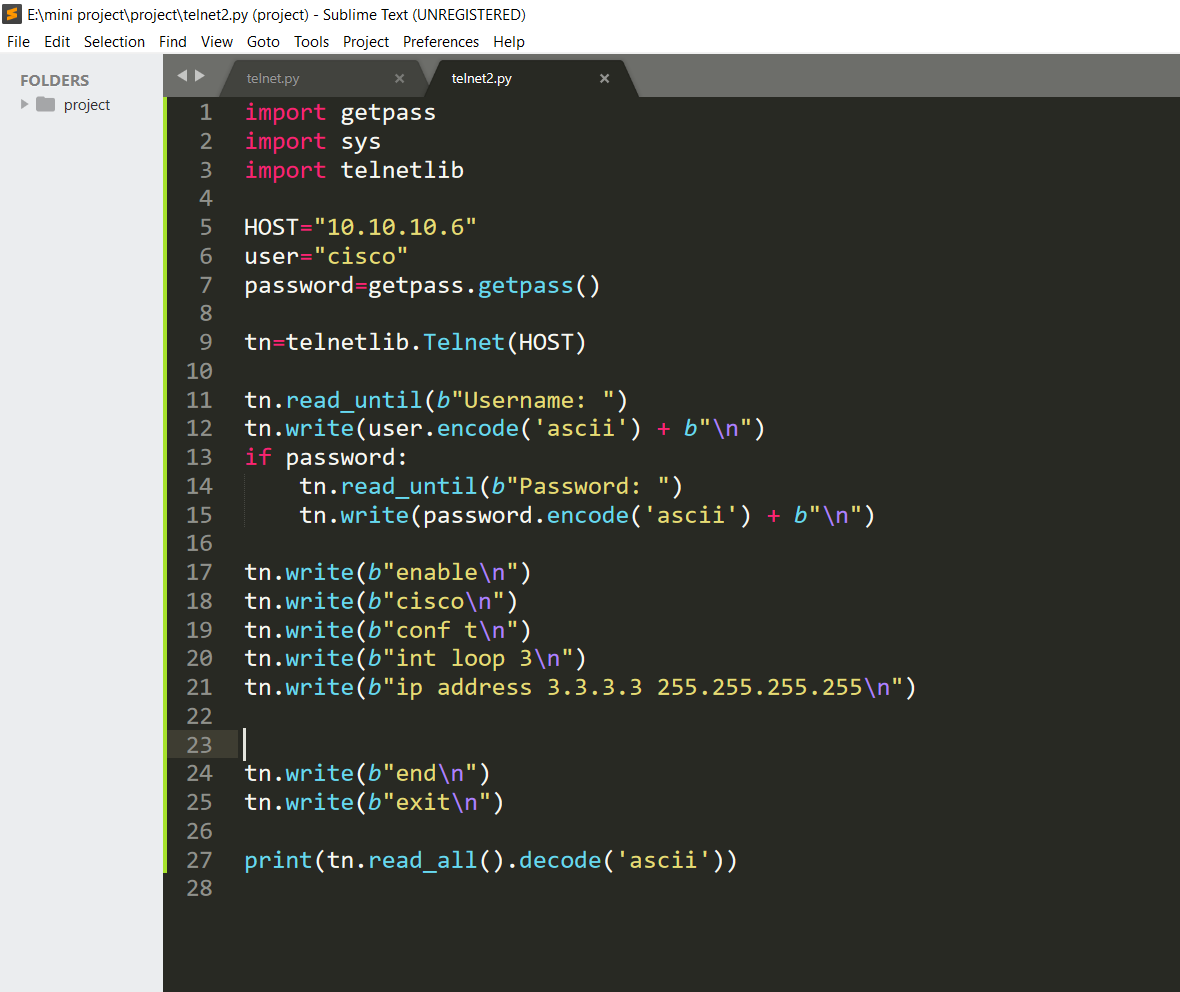 E:\mini project\project\telnet2.py (project) - Sublime Text (UNREGISTERED)
File Edit Selection Find View Goto Tools Project Preferences Help
FOLDERS
project
telnet.py × telnet2.py ×
1 import getpass
2 import sys
3 import telnetlib
4
5 HOST="10.10.10.6"
6 user="cisco"
7 password=getpass.getpass()
8
9 tn=telnetlib.Telnet(HOST)
10
11 tn.read_until(b"Username: ")
12 tn.write(user.encode('ascii') + b"\n")
13 if password:
14     tn.read_until(b"Password: ")
15     tn.write(password.encode('ascii') + b"\n")
16
17 tn.write(b"enable\n")
18 tn.write(b"cisco\n")
19 tn.write(b"conf t\n")
20 tn.write(b"int loop 3\n")
21 tn.write(b"ip address 3.3.3.3 255.255.255.255\n")
22
23
24 tn.write(b"end\n")
25 tn.write(b"exit\n")
26
27 print(tn.read_all().decode('ascii'))
28